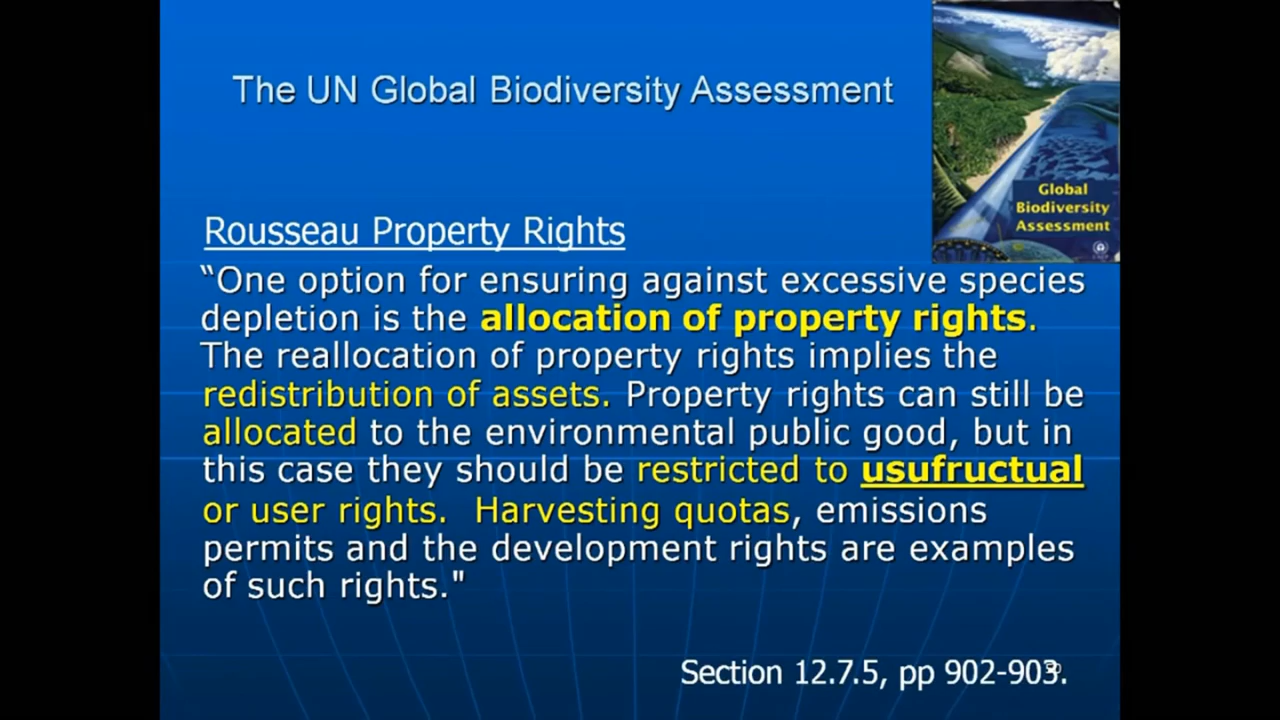 The UN Global Biodiversity Assessment
Global
Biodiversity
Assessment
Rousseau Property Rights
“One option for ensuring against excessive species
depletion is the allocation of property rights.
The reallocation of property rights implies the
redistribution of assets. Property rights can still be
allocated to the environmental public good, but in
this case they should be restricted to usufructual
or user rights.  Harvesting quotas, emissions
permits and the development rights are examples
of such rights."
Section 12.7.5, pp 902-903.